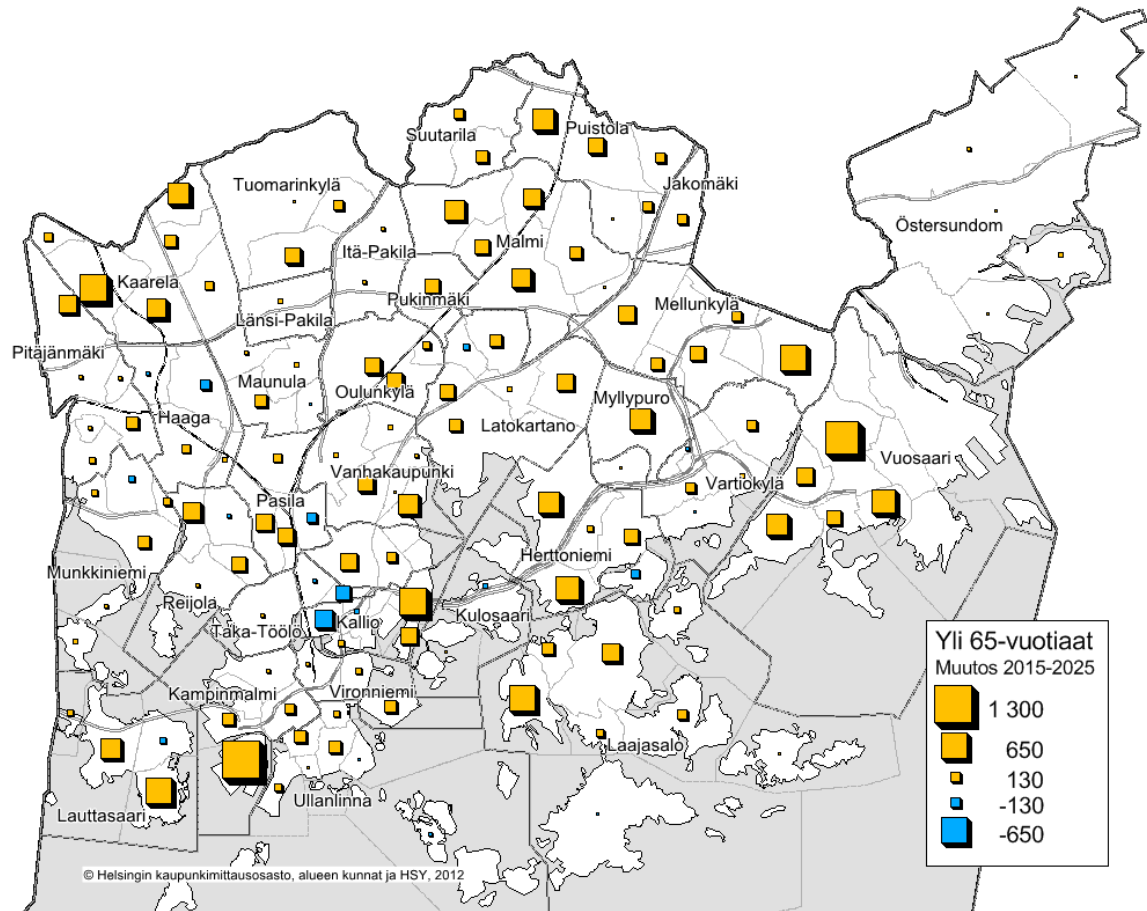 Suutarila
Puistola
Jakomäki
Tuomarinkylä
Itä-Pakila
Malmi
Östersundom
Kaarela
Pukinmäki
Mellunkylä
Länsi-Pakila
Pitäjänmäki
Maunula
Oulunkylä
Myllypuro
Haaga
Latokartano
Vuosaari
Vanhakaupunki
Vartiokylä
Pasila
Herttoniemi
Munkkiniemi
Reijola
Taka-Töölö
Kallio
Kulosaari
Kampinmalmi
Vironniemi
Laajasalo
Ullanlinna
Lauttasaari
Yli 65-vuotiaat
Muutos 2015-2025
1 300
650
130
-130
-650
© Helsingin kaupunkimittausosasto, alueen kunnat ja HSY, 2012